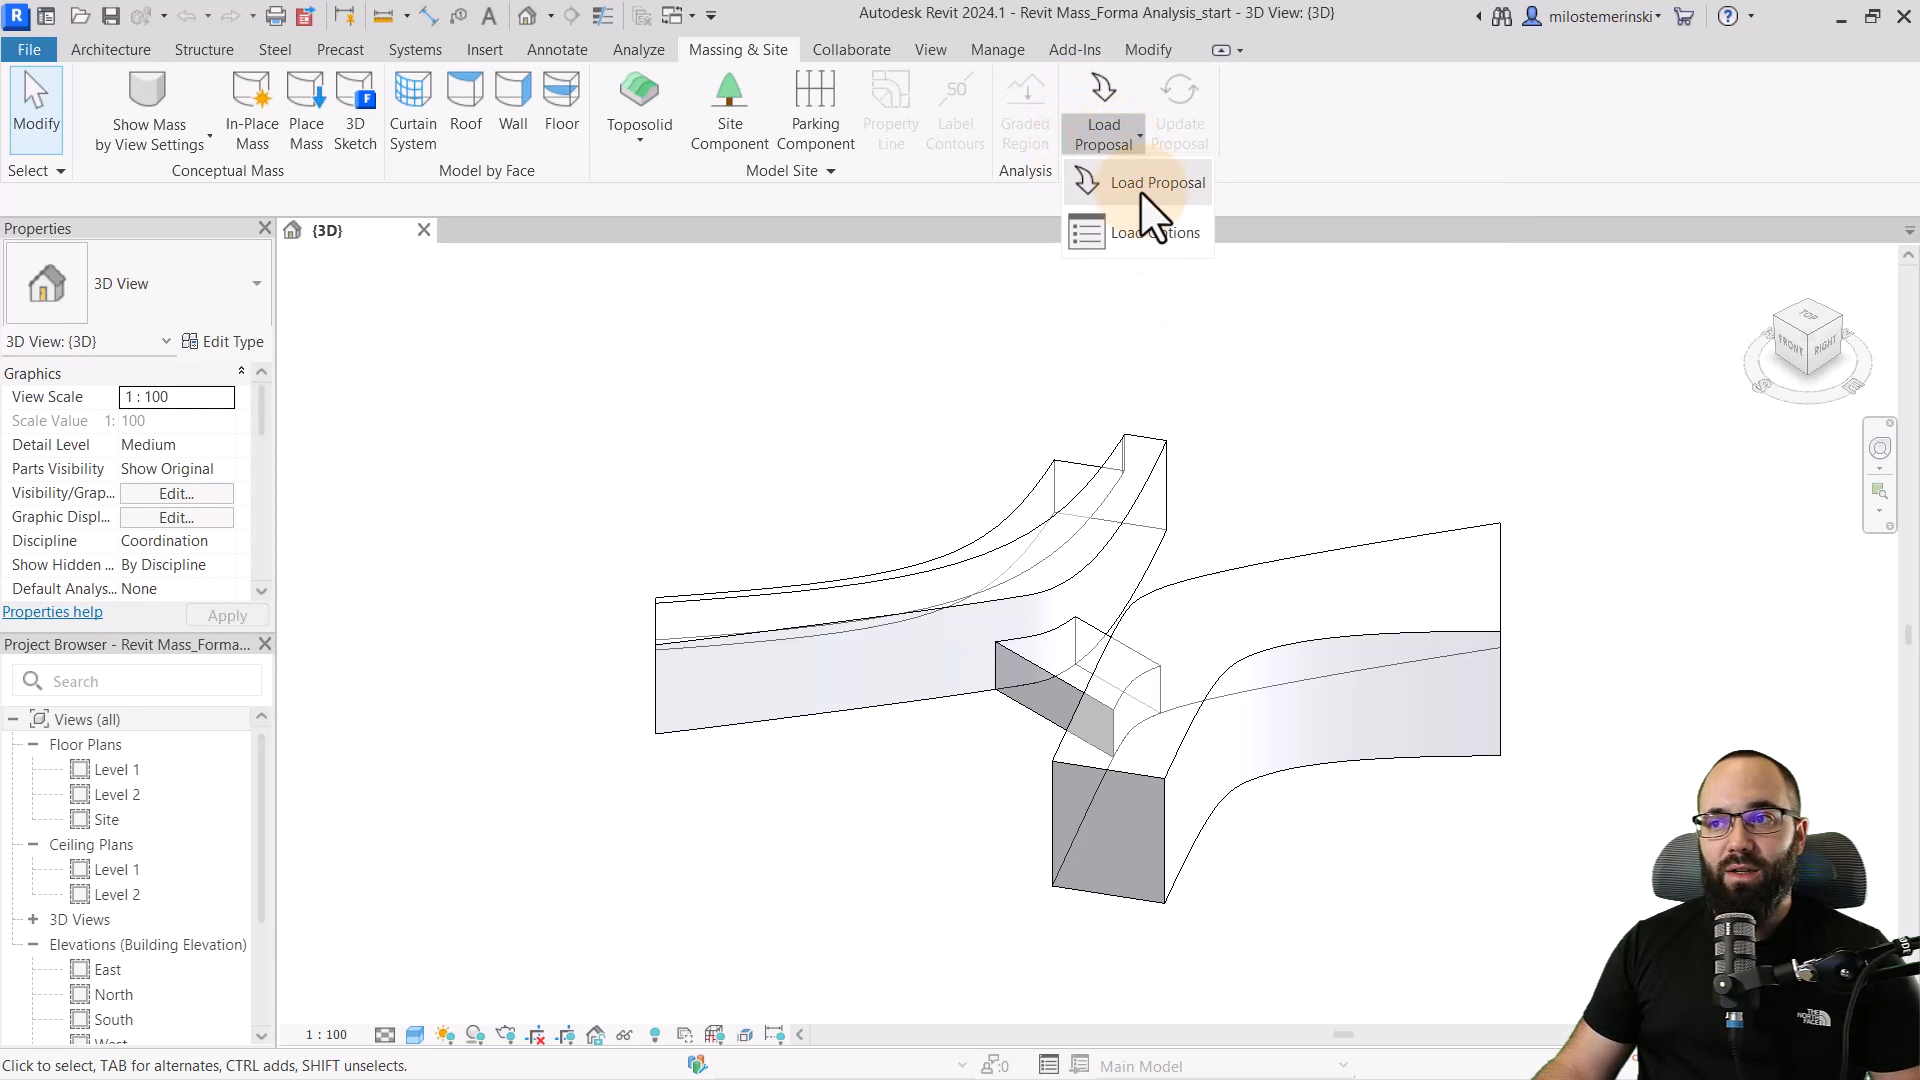 Autodesk Revit 2024.1 - Revit Mass_Forma Analysis_start - 3D View: {3D}
milostemerinski
File
Architecture
Structure
Steel
Precast
Systems
Insert
Annotate
Analyze
Massing & Site
Collaborate
View
Manage
Add-Ins
Modify
Modify
Show Mass
by View Settings
In-Place
Mass
Place
Mass
3D
Sketch
Curtain
System
Roof
Wall
Floor
Toposolid
Site
Component
Parking
Component
Property
Line
50
Label
Contours
Graded
Region
Load
Proposal
Update
Proposal
Select
Conceptual Mass
Model by Face
Model Site
Analysis
Load Proposal
Properties
{3D}
3D View
3D View: {3D}
Edit Type
Graphics
View Scale
1 : 100
Scale Value 1:
100
Detail Level
Medium
Parts Visibility
Show Original
Visibility/Grap...
Edit...
Graphic Displ...
Edit...
Discipline
Coordination
Show Hidden ...
By Discipline
Default Analys...
None
Properties help
Apply
Project Browser - Revit Mass_Forma...
Search
Views (all)
Floor Plans
Level 1
Level 2
Site
Ceiling Plans
Level 1
Level 2
3D Views
Elevations (Building Elevation)
East
North
South
TOP
FRONT
RIGHT
S
E
1 : 100
Click to select, TAB for alternates, CTRL adds, SHIFT unselects.
:0
Main Model
THE
NORTH
FACE